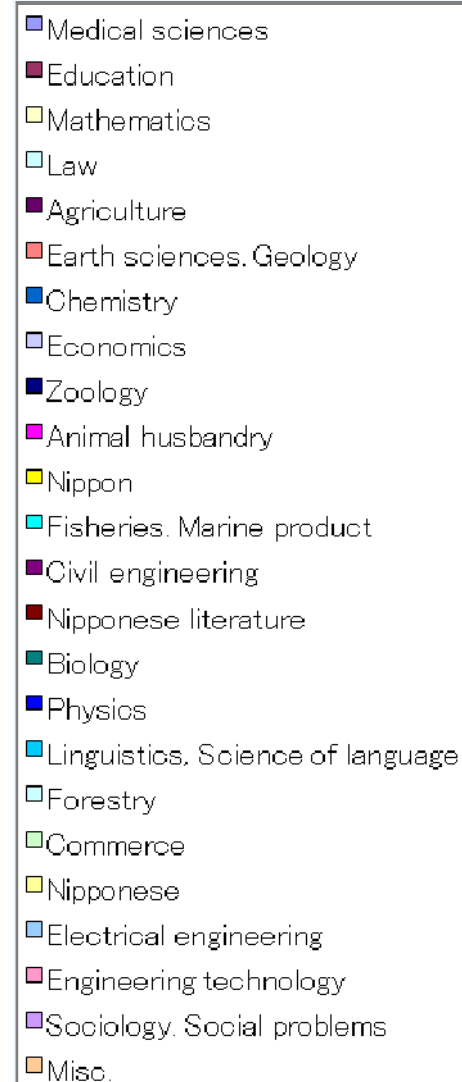 Medical sciences
Education
Mathematics
Law
Agriculture
Earth sciences. Geology
Chemistry
Economics
Zoology
Animal husbandry
Nippon
Fisheries. Marine product
Civil engineering
Nipponese literature
Biology
Physics
Linguistics, Science of language
Forestry
Commerce
Nipponese
Electrical engineering
Engineering technology
Sociology. Social problems
Misc.